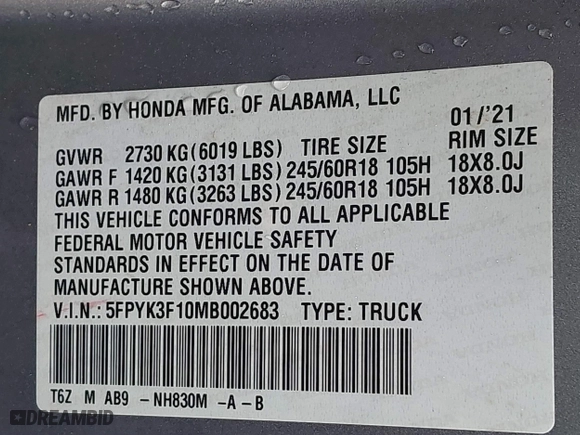 MFD. BY HONDA MFG. OF ALABAMA, LLC
01/'21
GVWR 2730 KG(6019 LBS) TIRE SIZE RIM SIZE
GAWR F 1420 KG(3131 LBS)245/60R18 105H 18X8.0J
GAWR R 1480 KG(3263 LBS)245/60R18 105H 18X8.0J
THIS VEHICLE CONFORMS TO ALL APPLICABLE
FEDERAL MOTOR VEHICLE SAFETY
STANDARDS IN EFFECT ON THE DATE OF
MANUFACTURE SHOWN ABOVE.
V.I.N.: 5FPYK3F10MB002683 TYPE: TRUCK
T6Z M AB9 - NH830M - A - B
DREAMBID